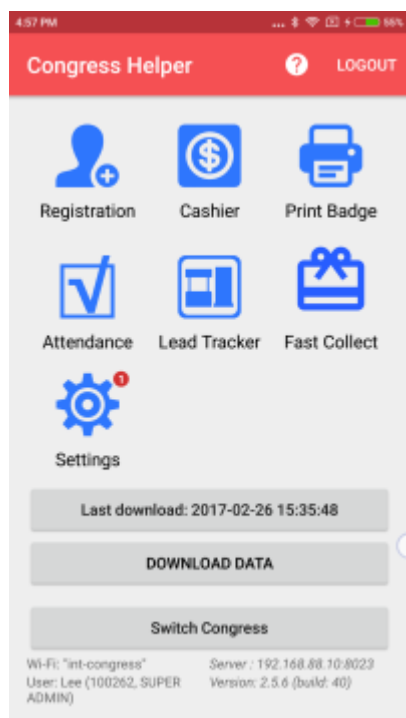 4:57 PM ... 55%
Congress Helper ? LOGOUT
Registration Cashier Print Badge
Attendance Lead Tracker Fast Collect
1
Settings
Last download: 2017-02-26 15:35:48
DOWNLOAD DATA
Switch Congress
Wi-Fi: "int-congress" Server : 192.168.88.10:8023
User: Lee (100262, SUPER Version: 2.5.6 (build: 40)
ADMIN)